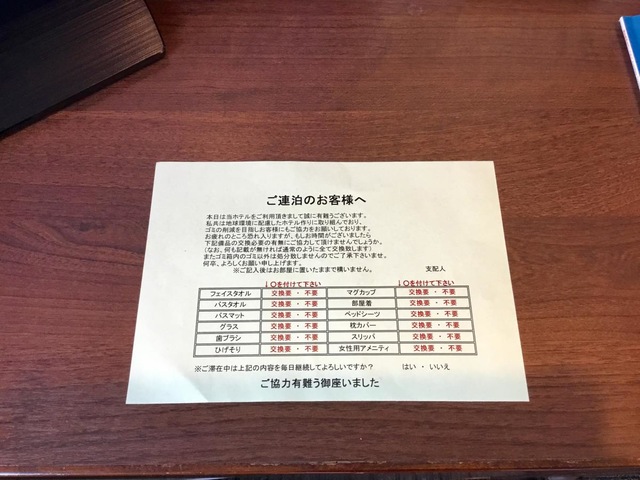 ご連泊のお客様へ
本日は当ホテルをご利用頂きまして誠に有難うございます。
私共は地球環境に配慮したホテル作りに取り組んでおり、
ゴミの削減を目指しお客様にもご協力をお願いしております。
お疲れのところ恐れ入りますが、もしお時間がございましたら
下記備品の交換必要の有無にご協力して頂けませんでしょうか。
（なお、何も記載が無ければ通常のように全て交換致します）
またゴミ箱内のゴミ以外は処分致しませんのでご了承下さいませ。
何卒、よろしくお願い申し上げます。
※ご記入後はお部屋に置いたままで構いません。 支配人
↓〇を付けて下さい ↓〇を付けて下さい
フェイスタオル 交換要 ・ 不要 マグカップ 交換要 ・ 不要
バスタオル 交換要 ・ 不要 部屋着 交換要 ・ 不要
バスマット 交換要 ・ 不要 ベッドシーツ 交換要 ・ 不要
グラス 交換要 ・ 不要 枕カバー 交換要 ・ 不要
歯ブラシ 交換要 ・ 不要 スリッパ 交換要 ・ 不要
ひげそり 交換要 ・ 不要 女性用アメニティ 交換要 ・ 不要
※ご滞在中は上記の内容を毎日継続してよろしいですか？ はい ・ いいえ
ご協力有難う御座いました